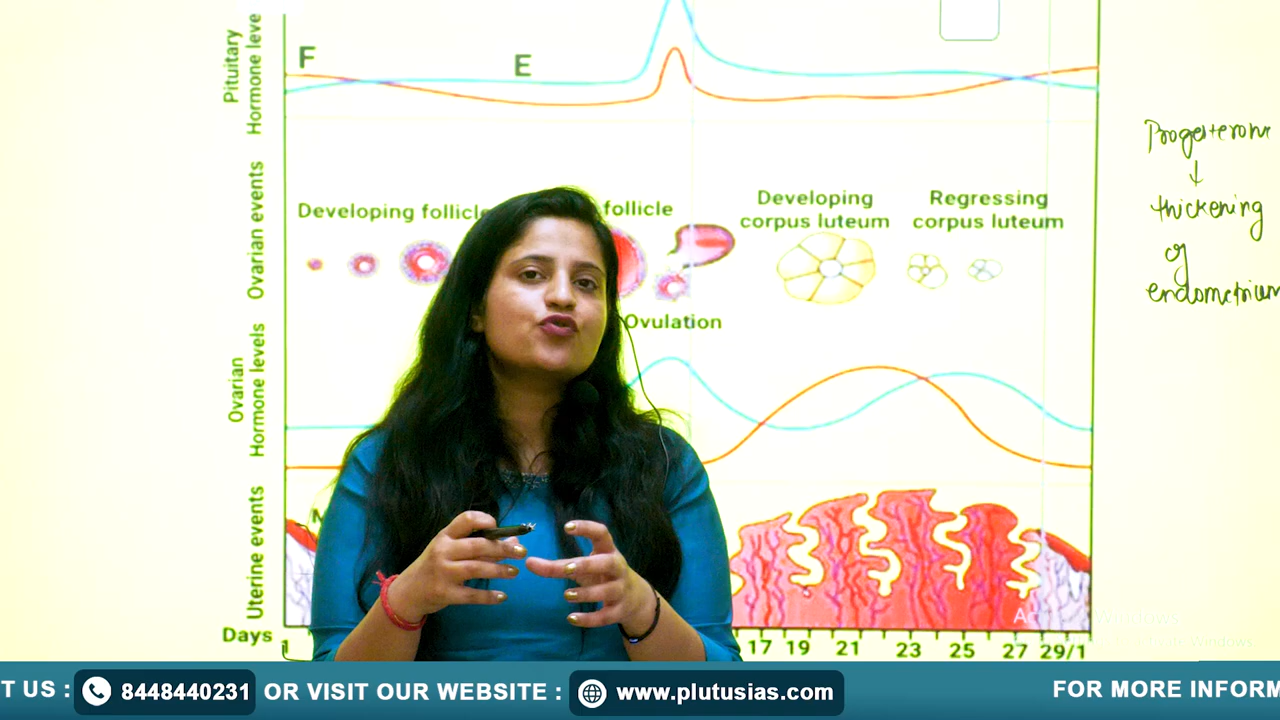 Pituitary
Hormone leve
F
E
Ovarian events
Developing follicle
follicle
Developing
corpus luteum
Regressing
corpus luteum
Ovulation
Progesterone
↓
thickening
of
endometrium
Ovarian
Hormone levels
Uterine events
M
Days
1
17 19 21 23 25 27 29/1
T US : 8448440231 OR VISIT OUR WEBSITE : www.plutusias.com FOR MORE INFORM